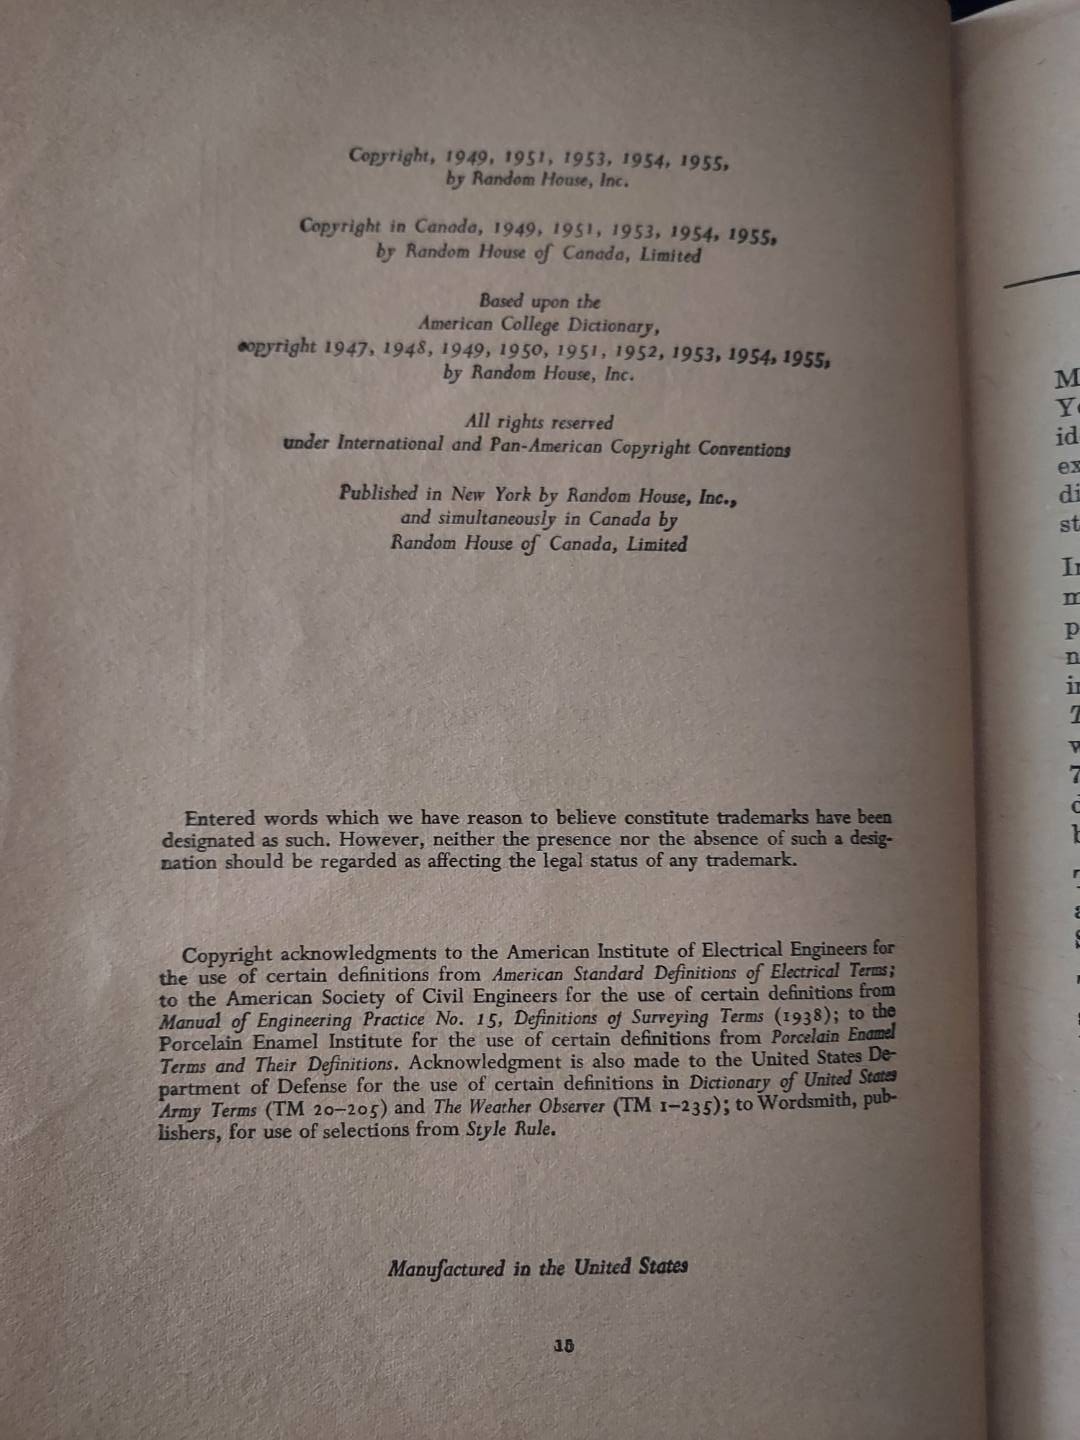 Copyright, 1949, 1951, 1953, 1954, 1955,
by Random House, Inc.
Copyright in Canada, 1949, 1951, 1953, 1954, 1955,
by Random House of Canada, Limited
Based upon the
American College Dictionary,
copyright 1947, 1948, 1949, 1950, 1951, 1952, 1953, 1954, 1955,
by Random House, Inc.
All rights reserved
under International and Pan-American Copyright Conventions
Published in New York by Random House, Inc.,
and simultaneously in Canada by
Random House of Canada, Limited
Entered words which we have reason to believe constitute trademarks have been
designated as such. However, neither the presence nor the absence of such a desig-
nation should be regarded as affecting the legal status of any trademark.
Copyright acknowledgments to the American Institute of Electrical Engineers for
the use of certain definitions from American Standard Definitions of Electrical Terms;
to the American Society of Civil Engineers for the use of certain definitions from
Manual of Engineering Practice No. 15, Definitions of Surveying Terms (1938); to the
Porcelain Enamel Institute for the use of certain definitions from Porcelain Enamel
Terms and Their Definitions. Acknowledgment is also made to the United States De-
partment of Defense for the use of certain definitions in Dictionary of United States
Army Terms (TM 20–205) and The Weather Observer (TM 1–235); to Wordsmith, pub-
lishers, for use of selections from Style Rule.
Manufactured in the United States